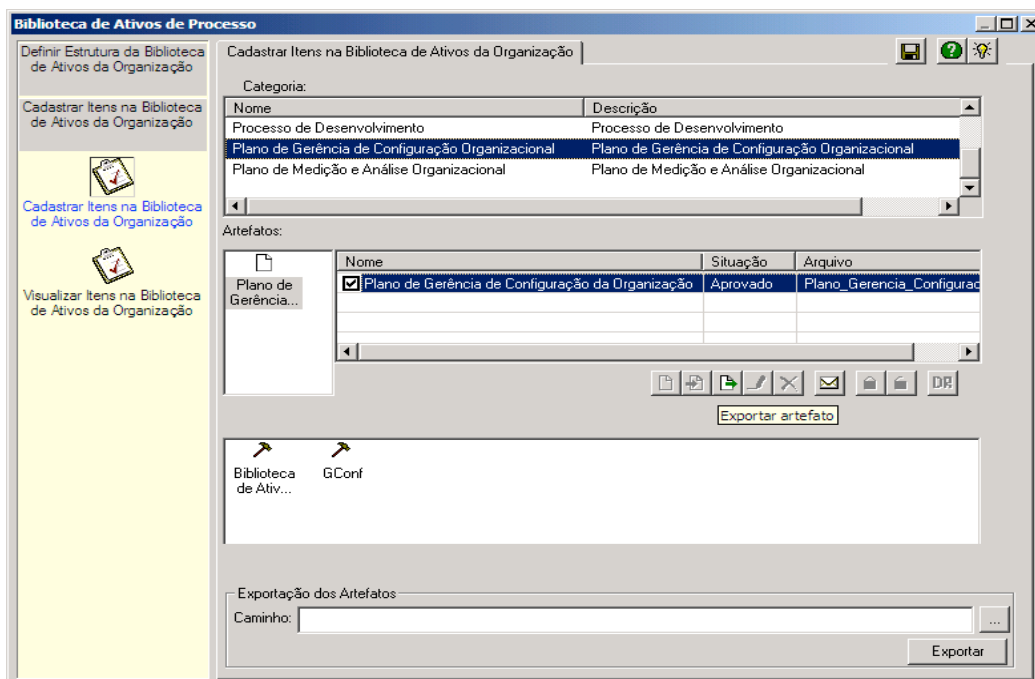 Biblioteca de Ativos de Processo
Definir Estrutura da Biblioteca
de Ativos da Organização
Cadastrar Itens na Biblioteca
de Ativos da Organização
Cadastrar Itens na Biblioteca
de Ativos da Organização
Visualizar Itens na Biblioteca
de Ativos da Organização
Cadastrar Itens na Biblioteca de Ativos da Organização
Categoria:
Nome Descrição
Processo de Desenvolvimento Processo de Desenvolvimento
Plano de Gerência de Configuração Organizacional Plano de Gerência de Configuração Organizacional
Plano de Medição e Análise Organizacional Plano de Medição e Análise Organizacional
Artefatos:
Plano de
Gerência...
Nome Situação Arquivo
Plano de Gerência de Configuração da Organização Aprovado Plano_Gerencia_Configurac
DR
Exportar artefato
Biblioteca
de Ativ...
GConf
Exportação dos Artefatos
Caminho: ...
Exportar